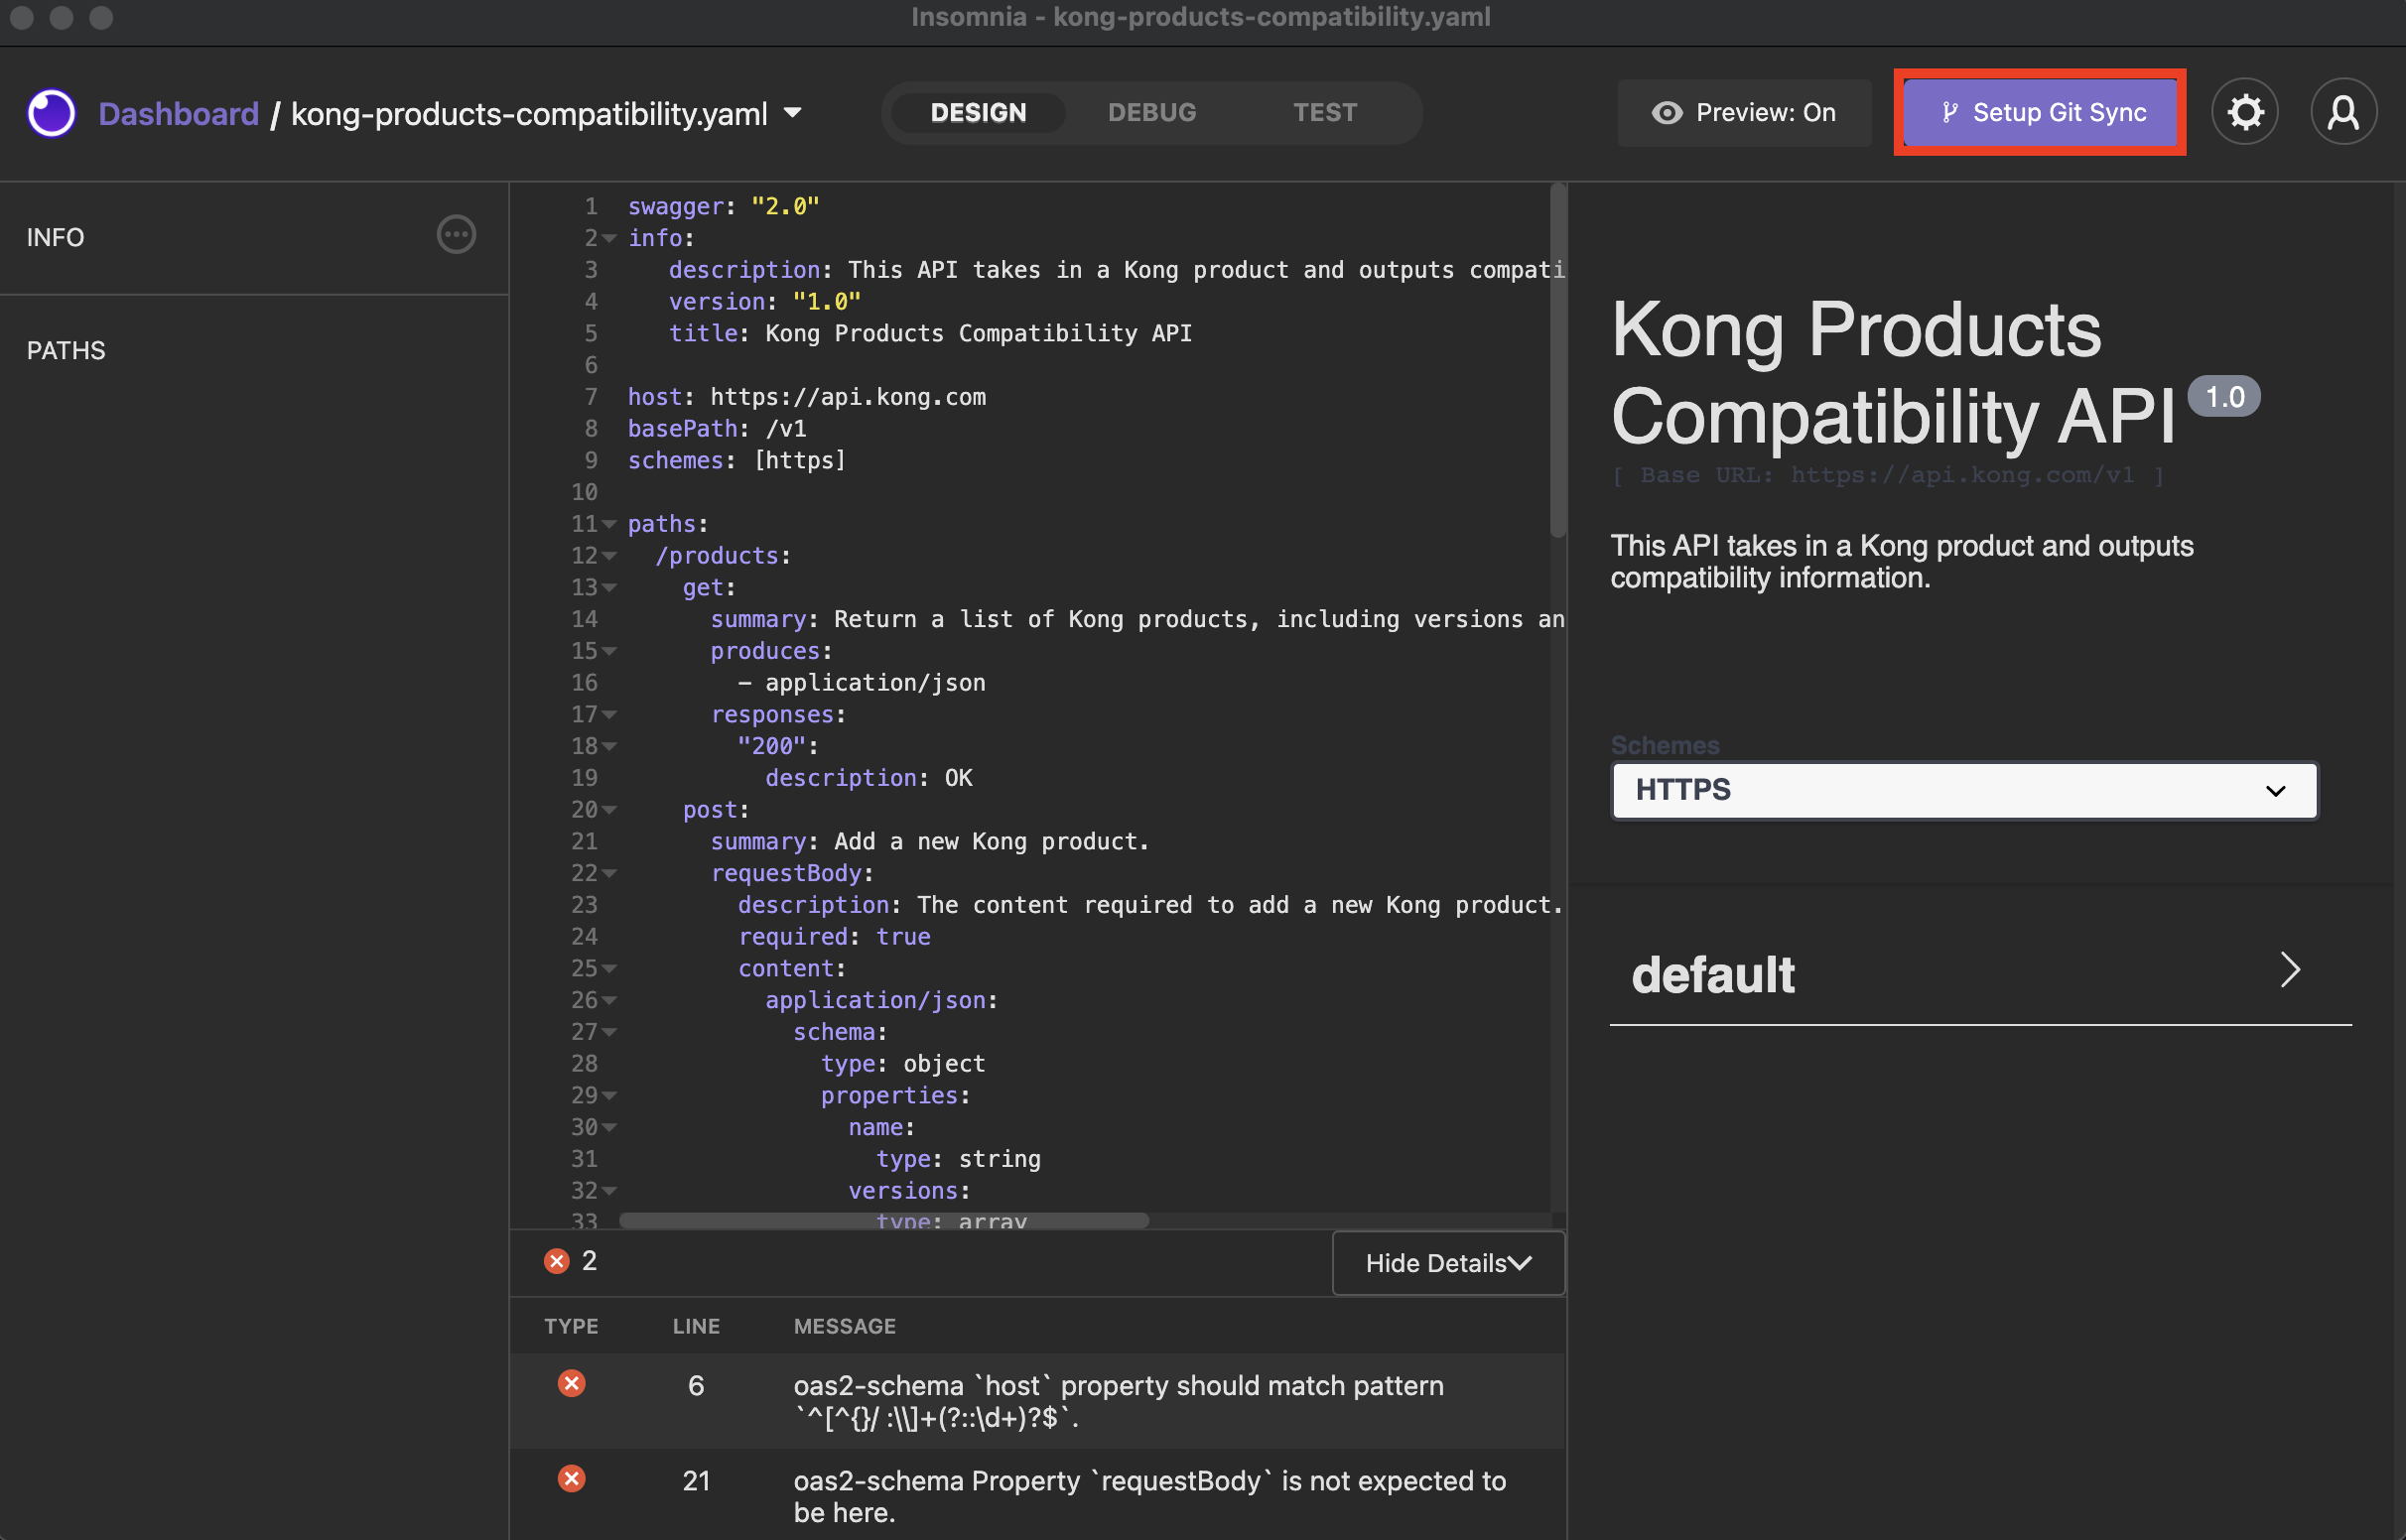 Insomnia - kong-products-compatibility.yaml
Dashboard / kong-products-compatibility.yaml
DESIGN
DEBUG
TEST
Preview: On
Setup Git Sync
INFO
PATHS
1 swagger: "2.0"
2 info:
3 description: This API takes in a Kong product and outputs compati
4 version: "1.0"
5 title: Kong Products Compatibility API
6
7 host: https://api.kong.com
8 basePath: /v1
9 schemes: [https]
10
11 paths:
12 /products:
13 get:
14 summary: Return a list of Kong products, including versions an
15 produces:
16 - application/json
17 responses:
18 "200":
19 description: OK
20 post:
21 summary: Add a new Kong product.
22 requestBody:
23 description: The content required to add a new Kong product.
24 required: true
25 content:
26 application/json:
27 schema:
28 type: object
29 properties:
30 name:
31 type: string
32 versions:
33 type: array
2
Hide Details
TYPE LINE MESSAGE
6 oas2-schema `host` property should match pattern
`^[^{}/ :\\]+(?::\d+)?$`.
21 oas2-schema Property `requestBody` is not expected to
be here.
Kong Products
Compatibility API 1.0
[ Base URL: https://api.kong.com/v1 ]
This API takes in a Kong product and outputs
compatibility information.
Schemes
HTTPS
default